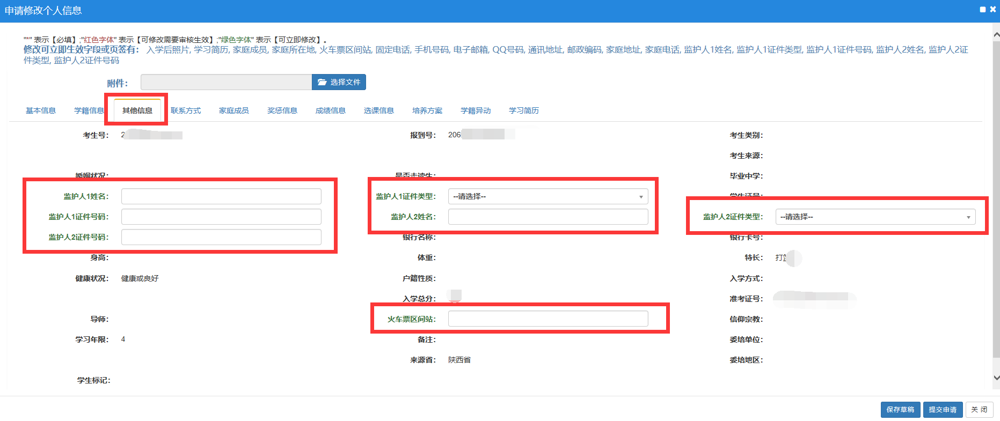 申请修改个人信息
"*" 表示【必填】;"红色字体" 表示【可修改需要审核生效】;"绿色字体" 表示【可立即修改】。
修改可立即生效字段或页签有： 入学后照片, 学习简历, 家庭成员, 家庭所在地, 火车票区间站, 固定电话, 手机号码, 电子邮箱, QQ号码, 通讯地址, 邮政编码, 家庭地址, 家庭电话, 监护人1姓名, 监护人1证件类型, 监护人1证件号码, 监护人2姓名, 监护人2证
件类型, 监护人2证件号码
附件： 选择文件
基本信息 学籍信息 其他信息 联系方式 家庭成员 奖惩信息 成绩信息 选课信息 培养方案 学籍异动 学习简历
考生号： 2 报到号： 206 考生类别：
考生来源：
婚姻状况： 是否走读生： 毕业中学：
监护人1姓名： 监护人1证件类型： --请选择-- 学生证号：
监护人1证件号码： 监护人2姓名： 监护人2证件类型： --请选择--
监护人2证件号码： 银行名称： 银行卡号：
身高： 体重： 特长： 打
健康状况： 健康或良好 户籍性质： 入学方式：
入学总分： 准考证号：
导师： 火车票区间站： 信仰宗教：
学习年限： 4 备注： 委培单位：
来源省： 陕西省 委培地区：
学生标记：
保存草稿 提交申请 关 闭